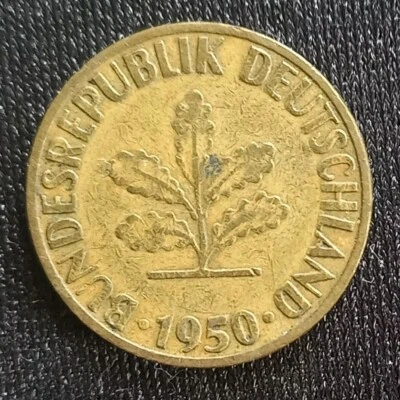 BUNDESREPUBLIK DEUTSCHLAND
· 1950 ·